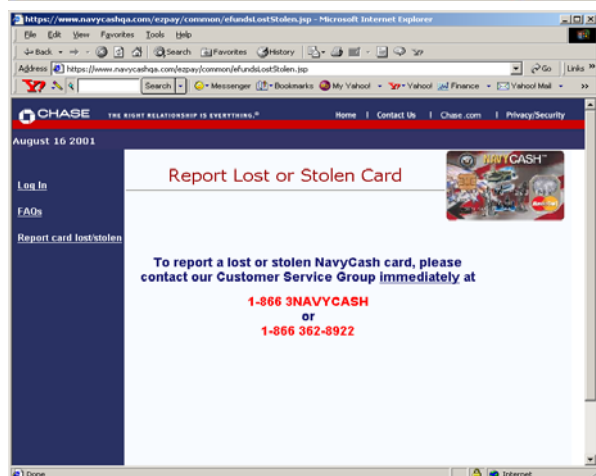 https://www.navycashqa.com/ezpay/common/efundsLostStolen.jsp - Microsoft Internet Explorer
File Edit View Favorites Tools Help
Back Search Favorites History
Address https://www.navycashqa.com/ezpay/common/efundsLostStolen.jsp Go Links »
Y? Search Messenger Bookmarks My Yahoo! Yahoo! Finance Yahoo! Mail »
CHASE THE RIGHT RELATIONSHIP IS EVERYTHING.® Home | Contact Us | Chase.com | Privacy/Security
August 16 2001
NAVYCASH™
Report Lost or Stolen Card
Log In
MasterCard
FAQs
Report card lost/stolen
To report a lost or stolen NavyCash card, please
contact our Customer Service Group immediately at
1-866 3NAVYCASH
or
1-866 362-8922
Done Internet